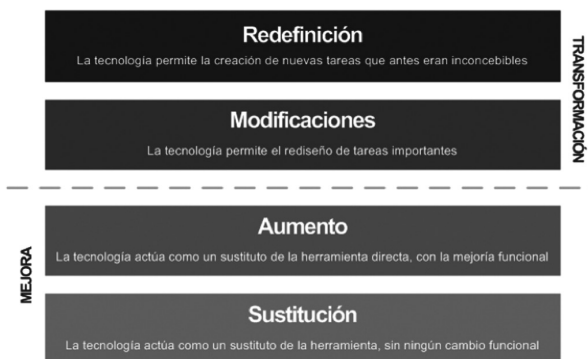 Redefinición
La tecnología permite la creación de nuevas tareas que antes eran inconcebibles
TRANSFORMACIÓN
Modificaciones
La tecnología permite el rediseño de tareas importantes
Aumento
La tecnología actúa como un sustituto de la herramienta directa, con la mejoría funcional
MEJORA
Sustitución
La tecnología actúa como un sustituto de la herramienta, sin ningún cambio funcional